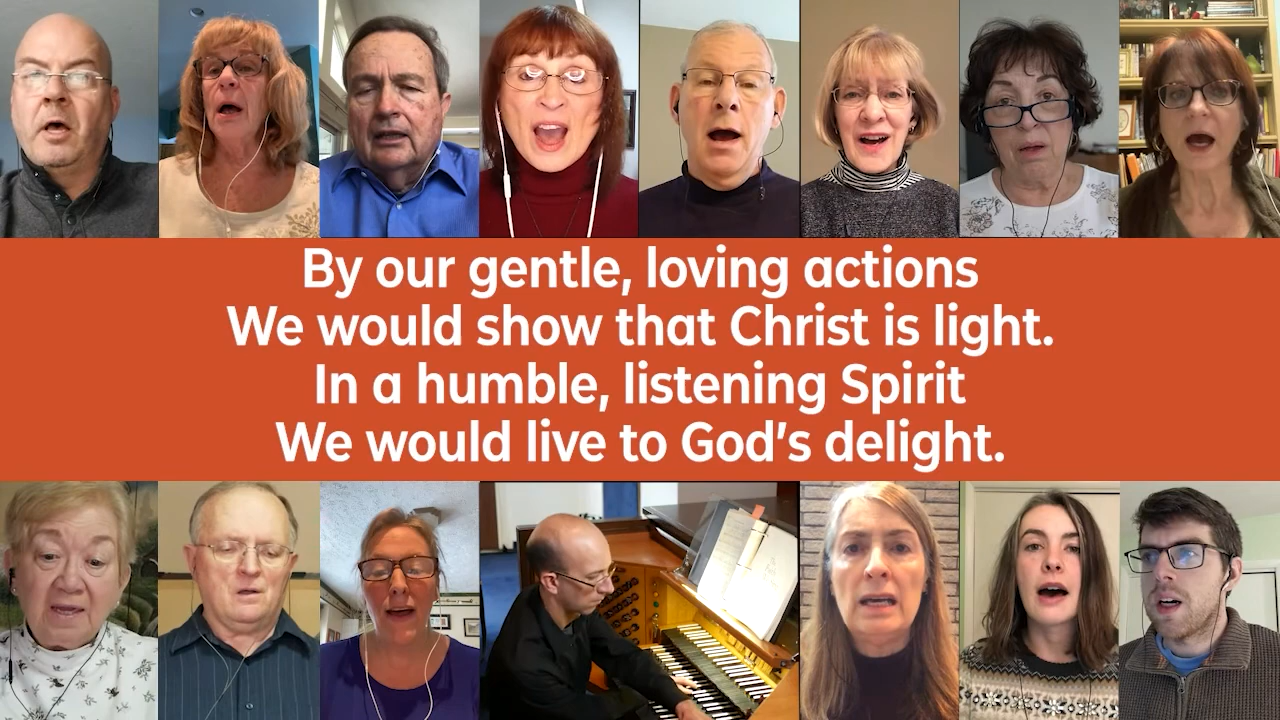 By our gentle, loving actions
We would show that Christ is light.
In a humble, listening Spirit
We would live to God's delight.